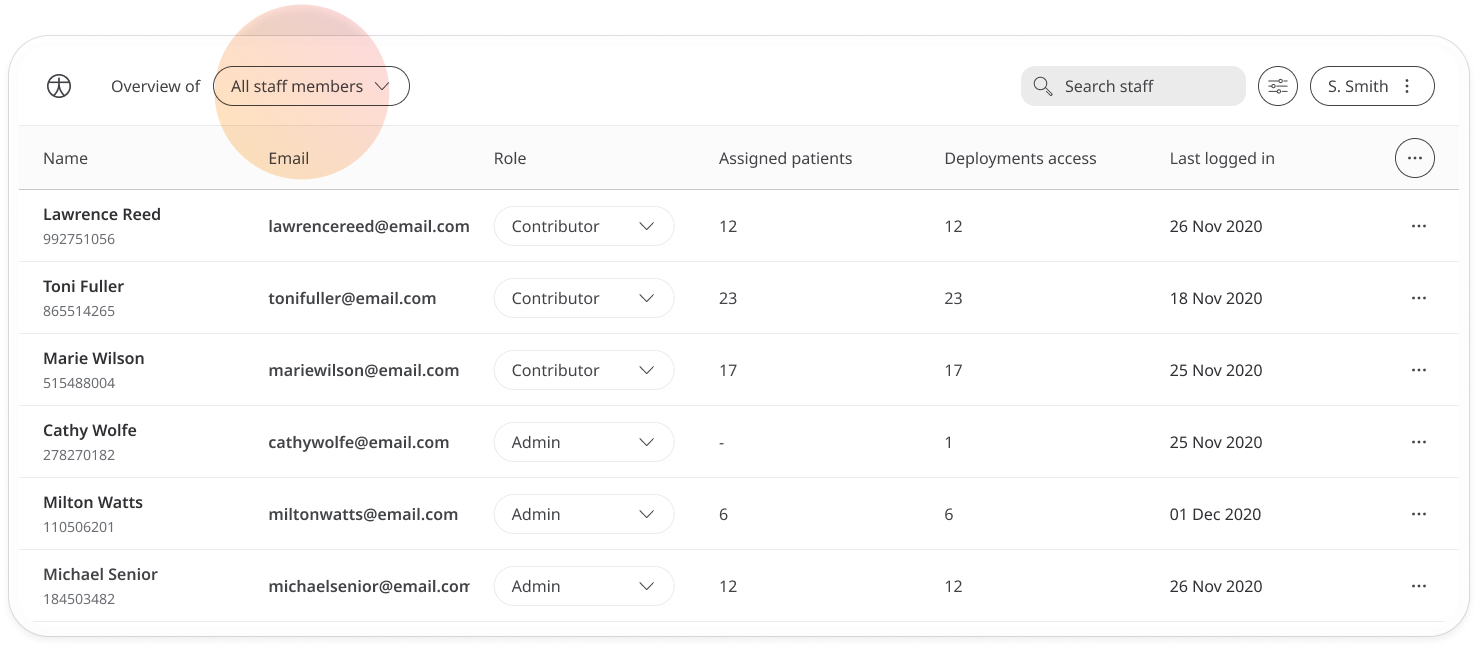 Overview of All staff members Search staff S. Smith
Name Email Role Assigned patients Deployments access Last logged in
Lawrence Reed
992751056
lawrencereed@email.com Contributor 12 12 26 Nov 2020
Toni Fuller
865514265
tonifuller@email.com Contributor 23 23 18 Nov 2020
Marie Wilson
515488004
mariewilson@email.com Contributor 17 17 25 Nov 2020
Cathy Wolfe
278270182
cathywolfe@email.com Admin - 1 25 Nov 2020
Milton Watts
110506201
miltonwatts@email.com Admin 6 6 01 Dec 2020
Michael Senior
184503482
michaelsenior@email.com Admin 12 12 26 Nov 2020